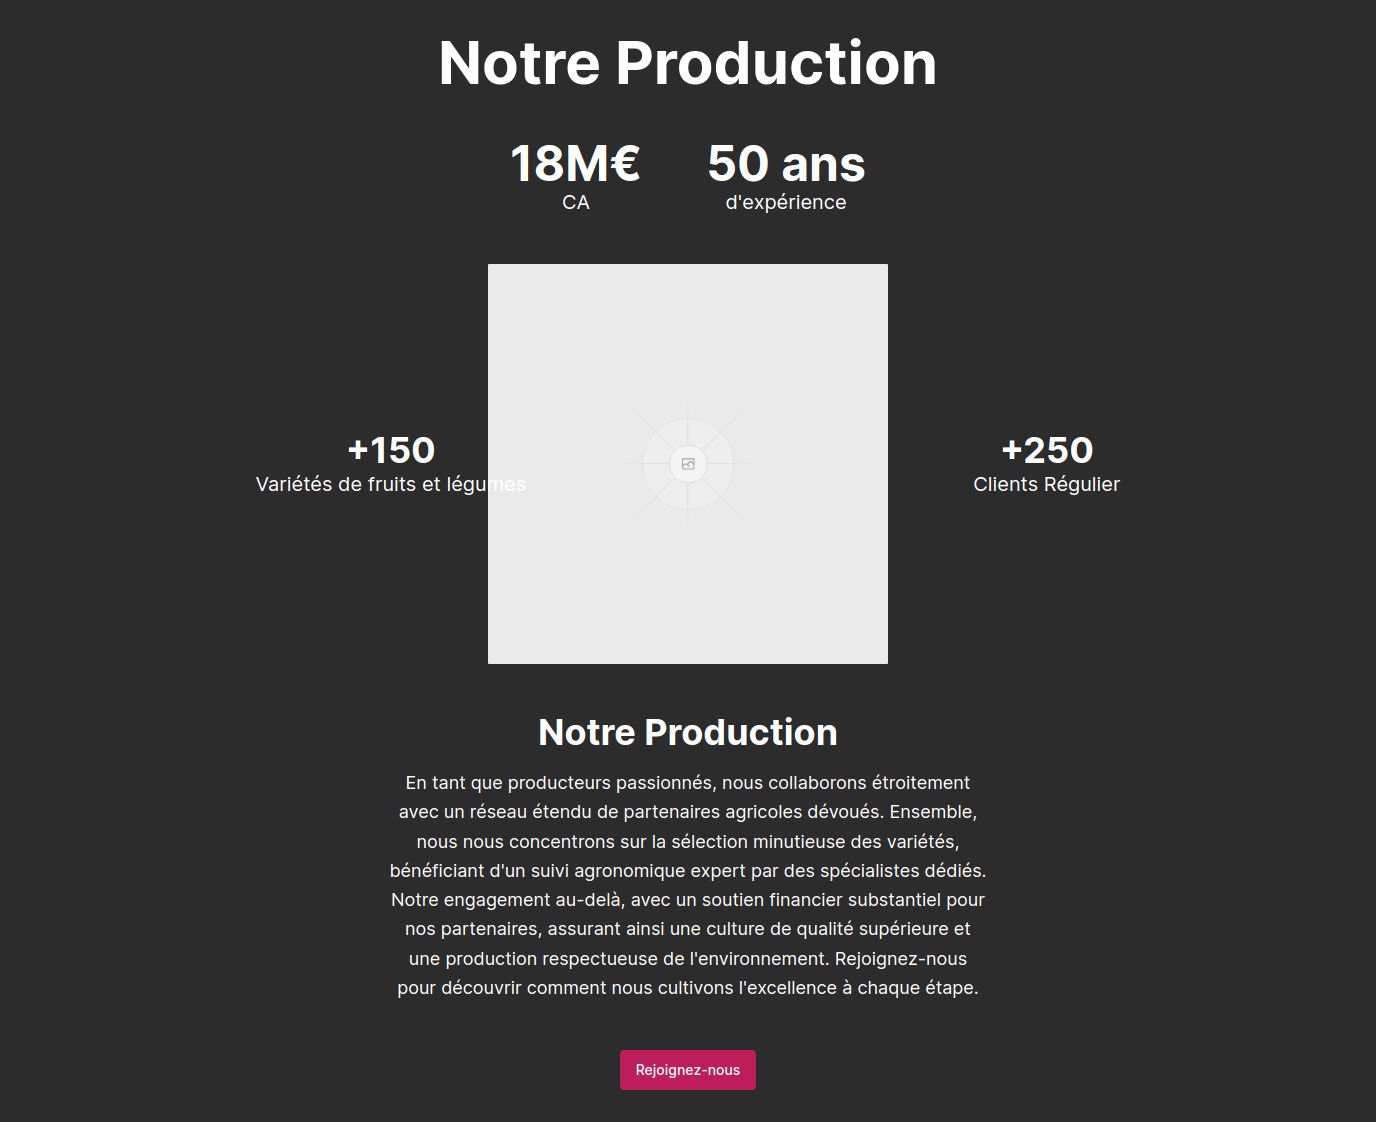 Notre Production
18M€
CA
50 ans
d'expérience
+150
Variétés de fruits et légumes
+250
Clients Régulier
Notre Production
En tant que producteurs passionnés, nous collaborons étroitement
avec un réseau étendu de partenaires agricoles dévoués. Ensemble,
nous nous concentrons sur la sélection minutieuse des variétés,
bénéficiant d'un suivi agronomique expert par des spécialistes dédiés.
Notre engagement au-delà, avec un soutien financier substantiel pour
nos partenaires, assurant ainsi une culture de qualité supérieure et
une production respectueuse de l'environnement. Rejoignez-nous
pour découvrir comment nous cultivons l'excellence à chaque étape.
Rejoignez-nous